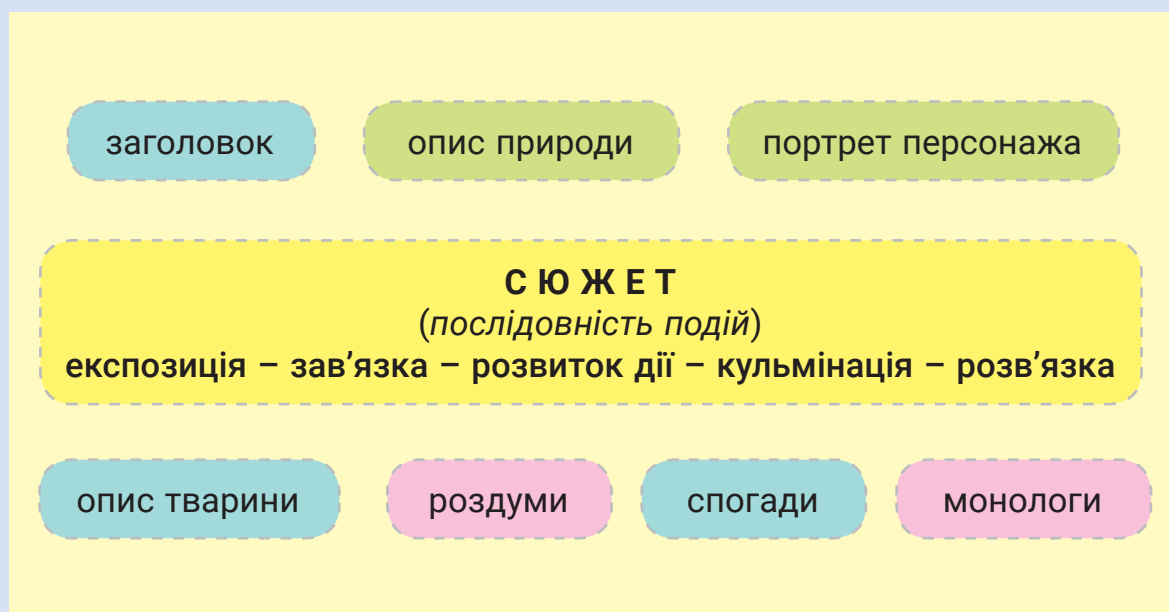 заголовок
опис природи
портрет персонажа
СЮЖЕТ
(послідовність подій)
експозиція – зав'язка – розвиток дії – кульмінація – розв'язка
опис тварини
роздуми
спогади
монологи